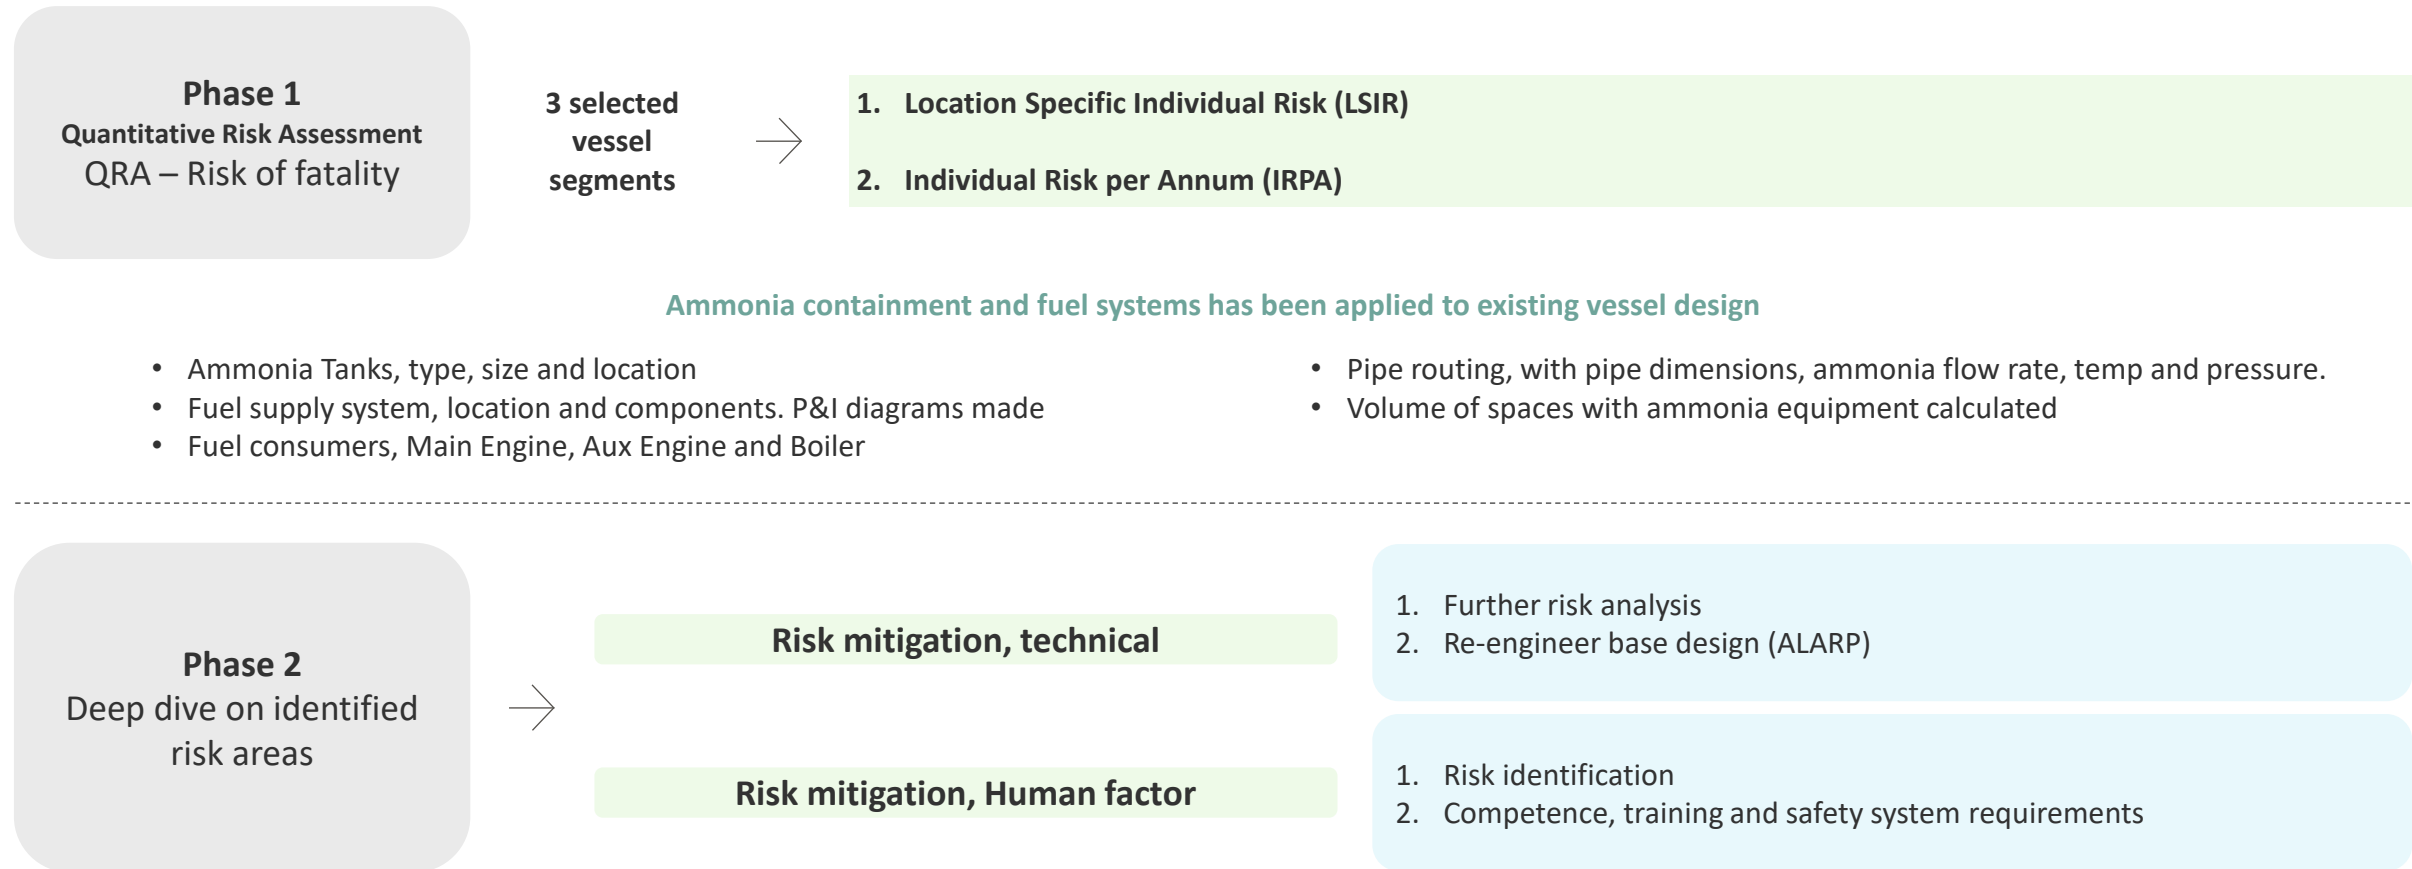 Phase 1
Quantitative Risk Assessment
QRA – Risk of fatality
3 selected
vessel
segments
1. Location Specific Individual Risk (LSIR)
2. Individual Risk per Annum (IRPA)
Ammonia containment and fuel systems has been applied to existing vessel design
• Ammonia Tanks, type, size and location
• Fuel supply system, location and components. P&I diagrams made
• Fuel consumers, Main Engine, Aux Engine and Boiler
• Pipe routing, with pipe dimensions, ammonia flow rate, temp and pressure.
• Volume of spaces with ammonia equipment calculated
Phase 2
Deep dive on identified
risk areas
Risk mitigation, technical
1. Further risk analysis
2. Re-engineer base design (ALARP)
Risk mitigation, Human factor
1. Risk identification
2. Competence, training and safety system requirements